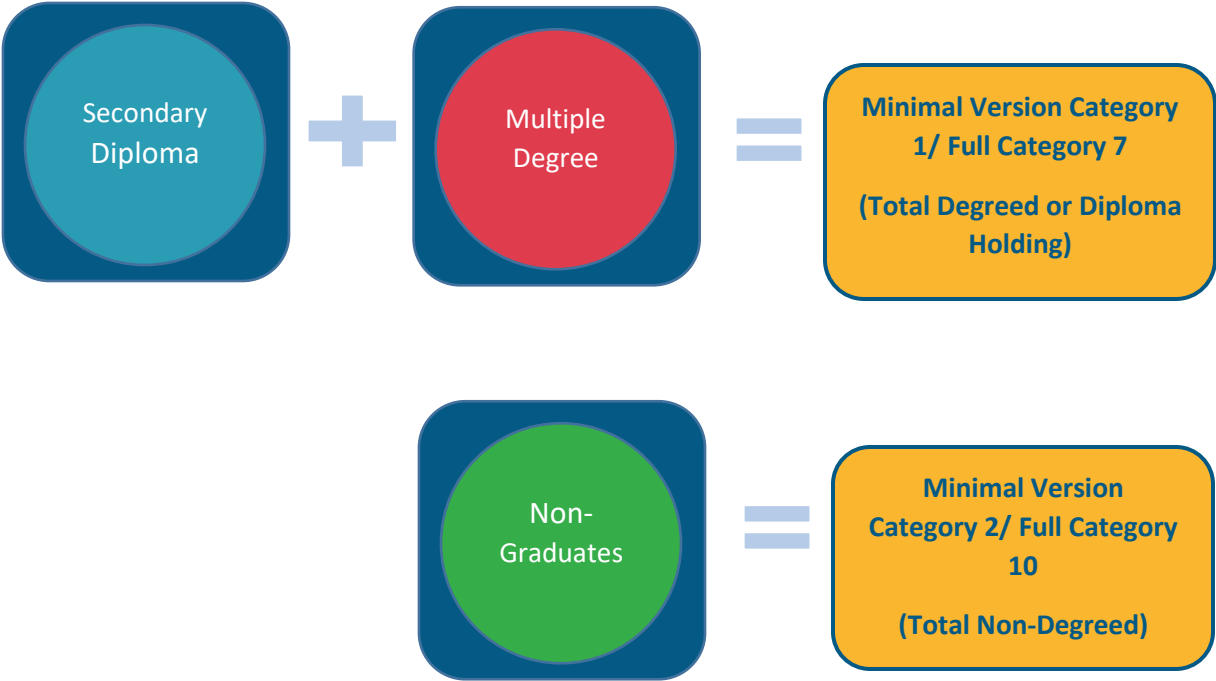 Secondary
Diploma
Multiple
Degree
Minimal Version Category
1/ Full Category 7
(Total Degreed or Diploma
Holding)
Non-
Graduates
Minimal Version
Category 2/ Full Category
10
(Total Non-Degreed)